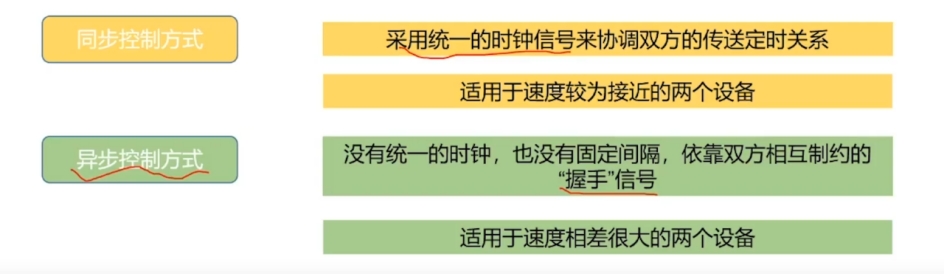 同步控制方式
采用统一的时钟信号来协调双方的传送定时关系
适用于速度较为接近的两个设备
异步控制方式
没有统一的时钟，也没有固定间隔，依靠双方相互制约的
“握手”信号
适用于速度相差很大的两个设备